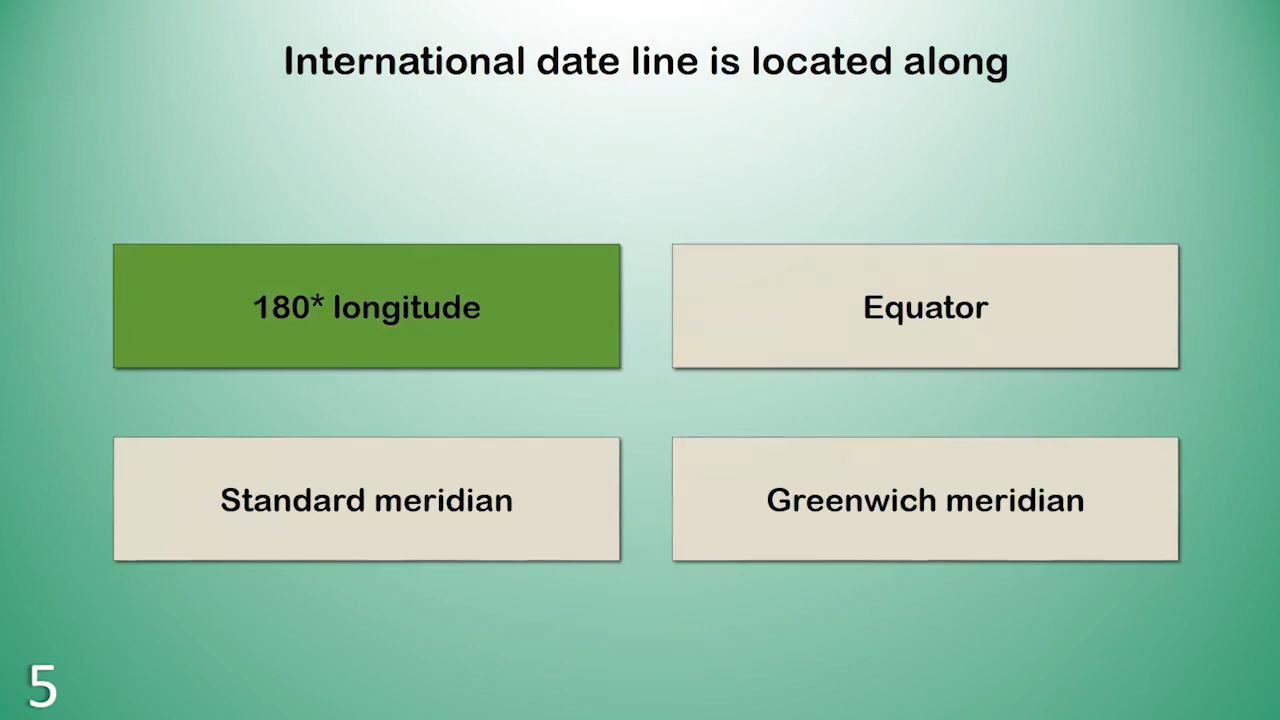 International date line is located along
180* longitude
Equator
Standard meridian
Greenwich meridian
5